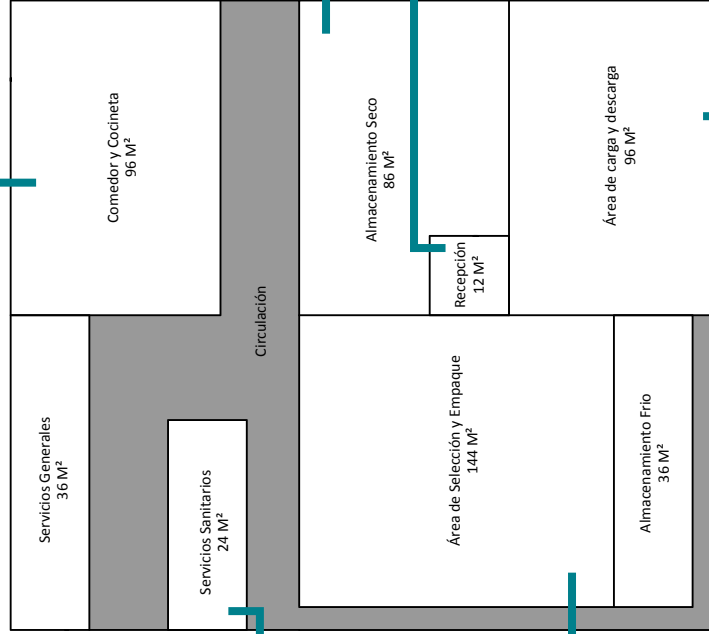 Comedor y Cocineta
96 M²
Almacenamiento Seco
86 M²
Área de carga y descarga
96 M²
Recepción
12 M²
Circulación
Servicios Generales
36 M²
Servicios Sanitarios
24 M²
Área de Selección y Empaque
144 M²
Almacenamiento Frio
36 M²